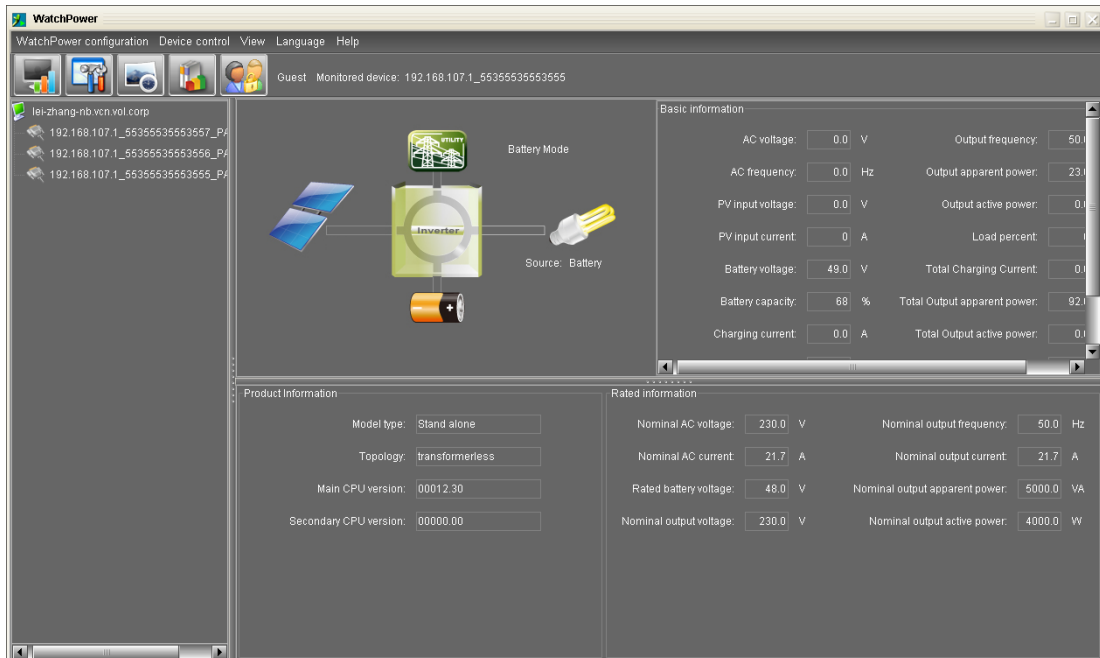 WatchPower
WatchPower configuration Device control View Language Help
Guest Monitored device: 192.168.107.1_55355535553555
lei-zhang-nb.vcn.vol.corp
192.168.107.1_55355535553557_PA
192.168.107.1_55355535553556_PA
192.168.107.1_55355535553555_PA
UTILITY
Battery Mode
Inverter
Source: Battery
Basic information
AC voltage: 0.0 V Output frequency: 50.
AC frequency: 0.0 Hz Output apparent power: 23.
PV input voltage: 0.0 V Output active power: 0.
PV input current: 0 A Load percent:
Battery voltage: 49.0 V Total Charging Current: 0.
Battery capacity: 68 % Total Output apparent power: 92.
Charging current: 0.0 A Total Output active power: 0.
Product Information
Model type: Stand alone
Topology: transformerless
Main CPU version: 00012.30
Secondary CPU version: 00000.00
Rated information
Nominal AC voltage: 230.0 V Nominal output frequency: 50.0 Hz
Nominal AC current: 21.7 A Nominal output current: 21.7 A
Rated battery voltage: 48.0 V Nominal output apparent power: 5000.0 VA
Nominal output voltage: 230.0 V Nominal output active power: 4000.0 W